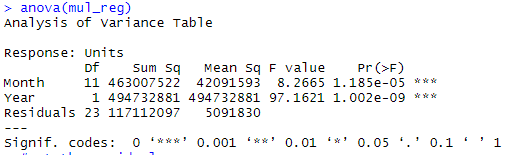 > anova(mul_reg)
Analysis of Variance Table
Response: Units
Df Sum Sq Mean Sq F value Pr(>F)
Month 11 463007522 42091593 8.2665 1.185e-05 ***
Year 1 494732881 494732881 97.1621 1.002e-09 ***
Residuals 23 117112097 5091830
---
Signif. codes: 0 ‘***’ 0.001 ‘**’ 0.01 ‘*’ 0.05 ‘.’ 0.1 ‘ ’ 1